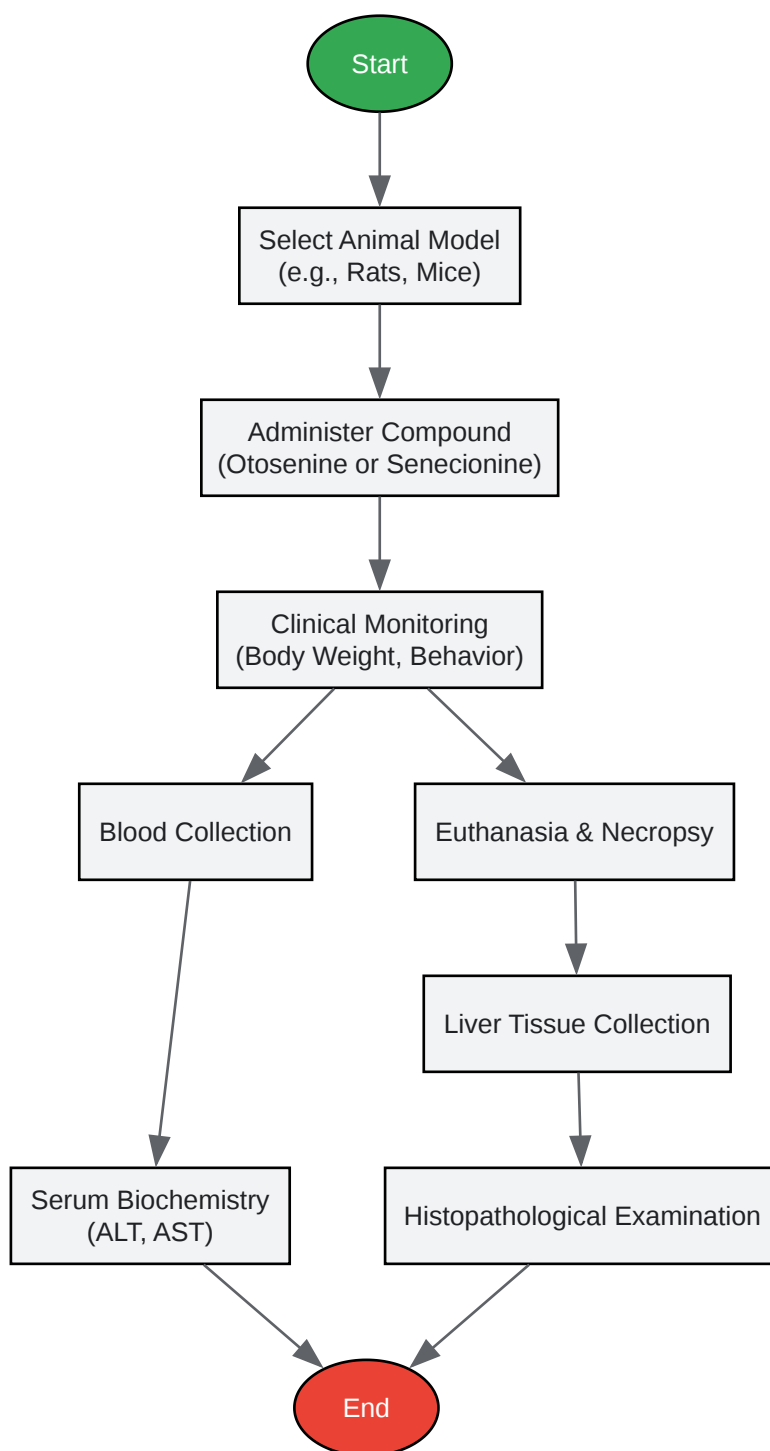 Start
Select Animal Model
(e.g., Rats, Mice)
Administer Compound
(Otosenine or Senecionine)
Clinical Monitoring
(Body Weight, Behavior)
Blood Collection
Euthanasia & Necropsy
Liver Tissue Collection
Serum Biochemistry
(ALT, AST)
Histopathological Examination
End